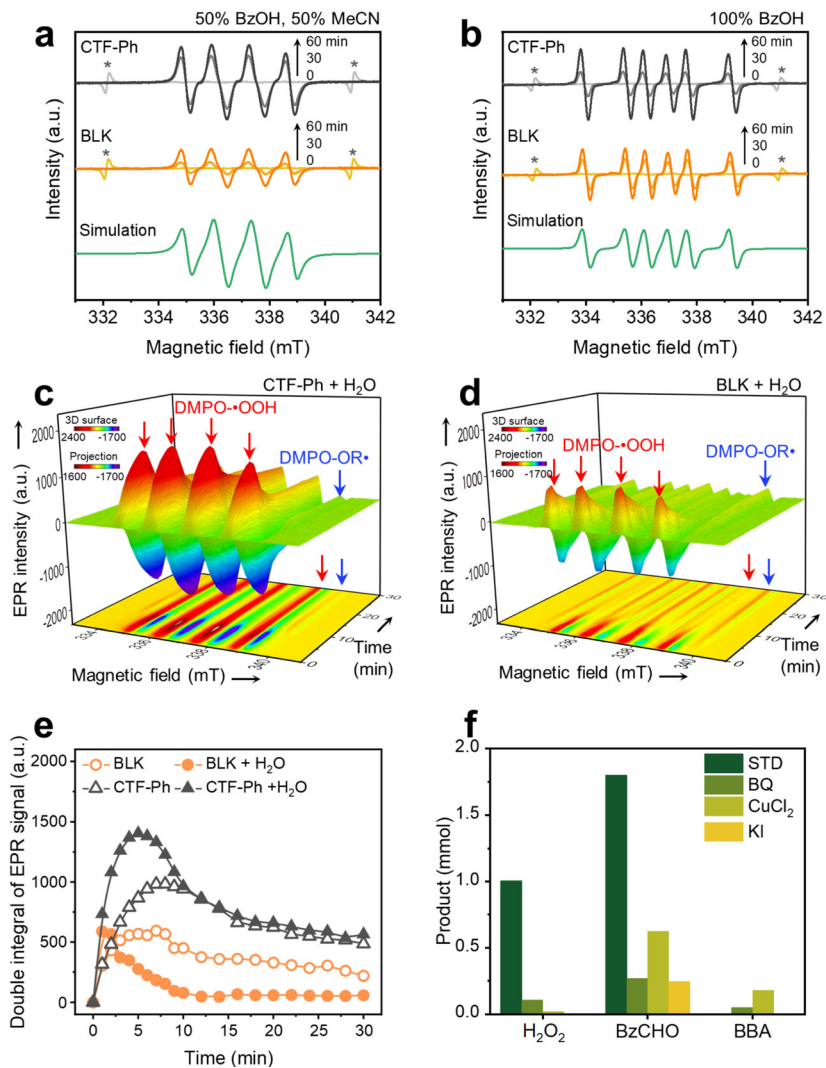 a
50% BzOH, 50% MeCN
CTF-Ph
60 min
30
0
*
*
BLK
60 min
30
0
*
*
Simulation
Intensity (a.u.)
332 334 336 338 340 342
Magnetic field (mT)
b
100% BzOH
CTF-Ph
60 min
30
0
*
*
BLK
60 min
30
0
*
*
Simulation
Intensity (a.u.)
332 334 336 338 340 342
Magnetic field (mT)
c
CTF-Ph + H₂O
3D surface
2400 -1700
Projection
1600 -1700
DMPO-•OOH
DMPO-OR•
EPR intensity (a.u.)
2000
1000
0
-1000
-2000
334 336 338 340
Magnetic field (mT)
0 10 20 30
Time
(min)
d
BLK + H₂O
3D surface
2400 -1700
Projection
1600 -1700
DMPO-•OOH
DMPO-OR•
EPR intensity (a.u.)
2000
1000
0
-1000
-2000
334 336 338 340
Magnetic field (mT)
0 10 20 30
Time
(min)
e
BLK BLK + H₂O
CTF-Ph CTF-Ph +H₂O
Double integral of EPR signal (a.u.)
2000
1500
1000
500
0
0 5 10 15 20 25 30
Time (min)
f
STD
BQ
CuCl₂
KI
Product (mmol)
2.0
1.5
1.0
0.5
0.0
H₂O₂ BzCHO BBA